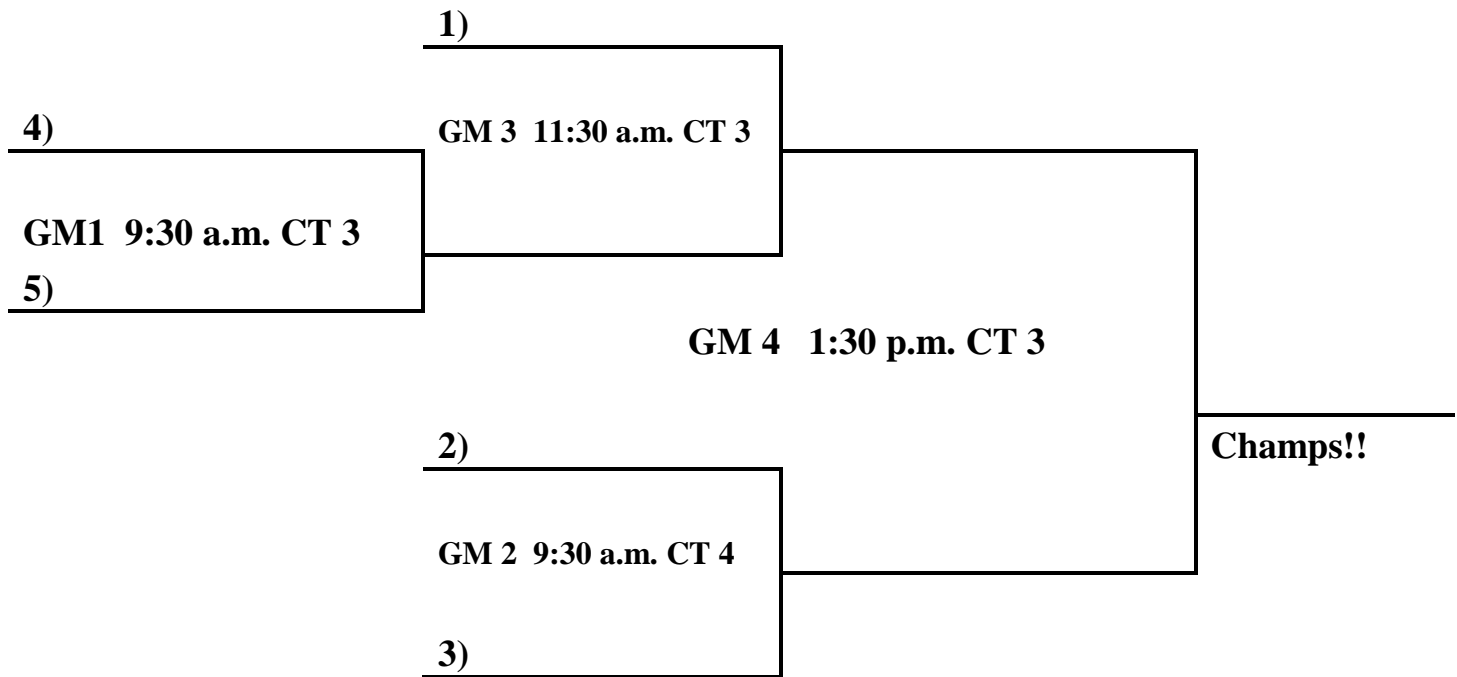 1)
4)
GM 3  11:30 a.m. CT 3
GM1  9:30 a.m. CT 3
5)
GM 4   1:30 p.m. CT 3
2)
Champs!!
GM 2  9:30 a.m. CT 4
3)